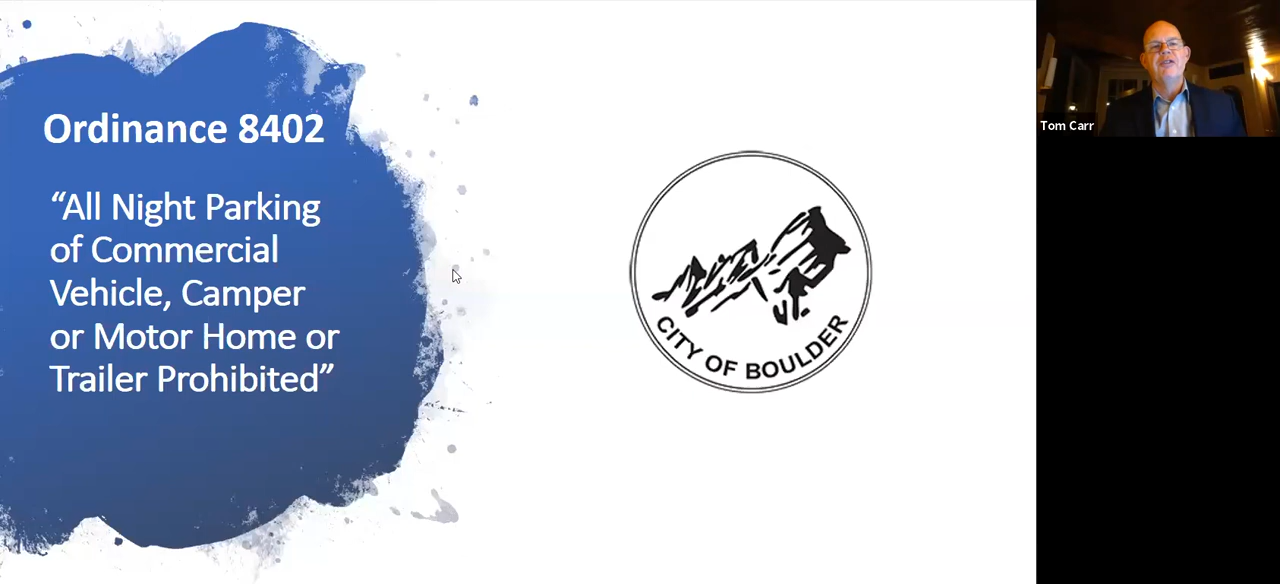 Ordinance 8402
“All Night Parking
of Commercial
Vehicle, Camper
or Motor Home or
Trailer Prohibited”
CITY OF BOULDER
Tom Carr